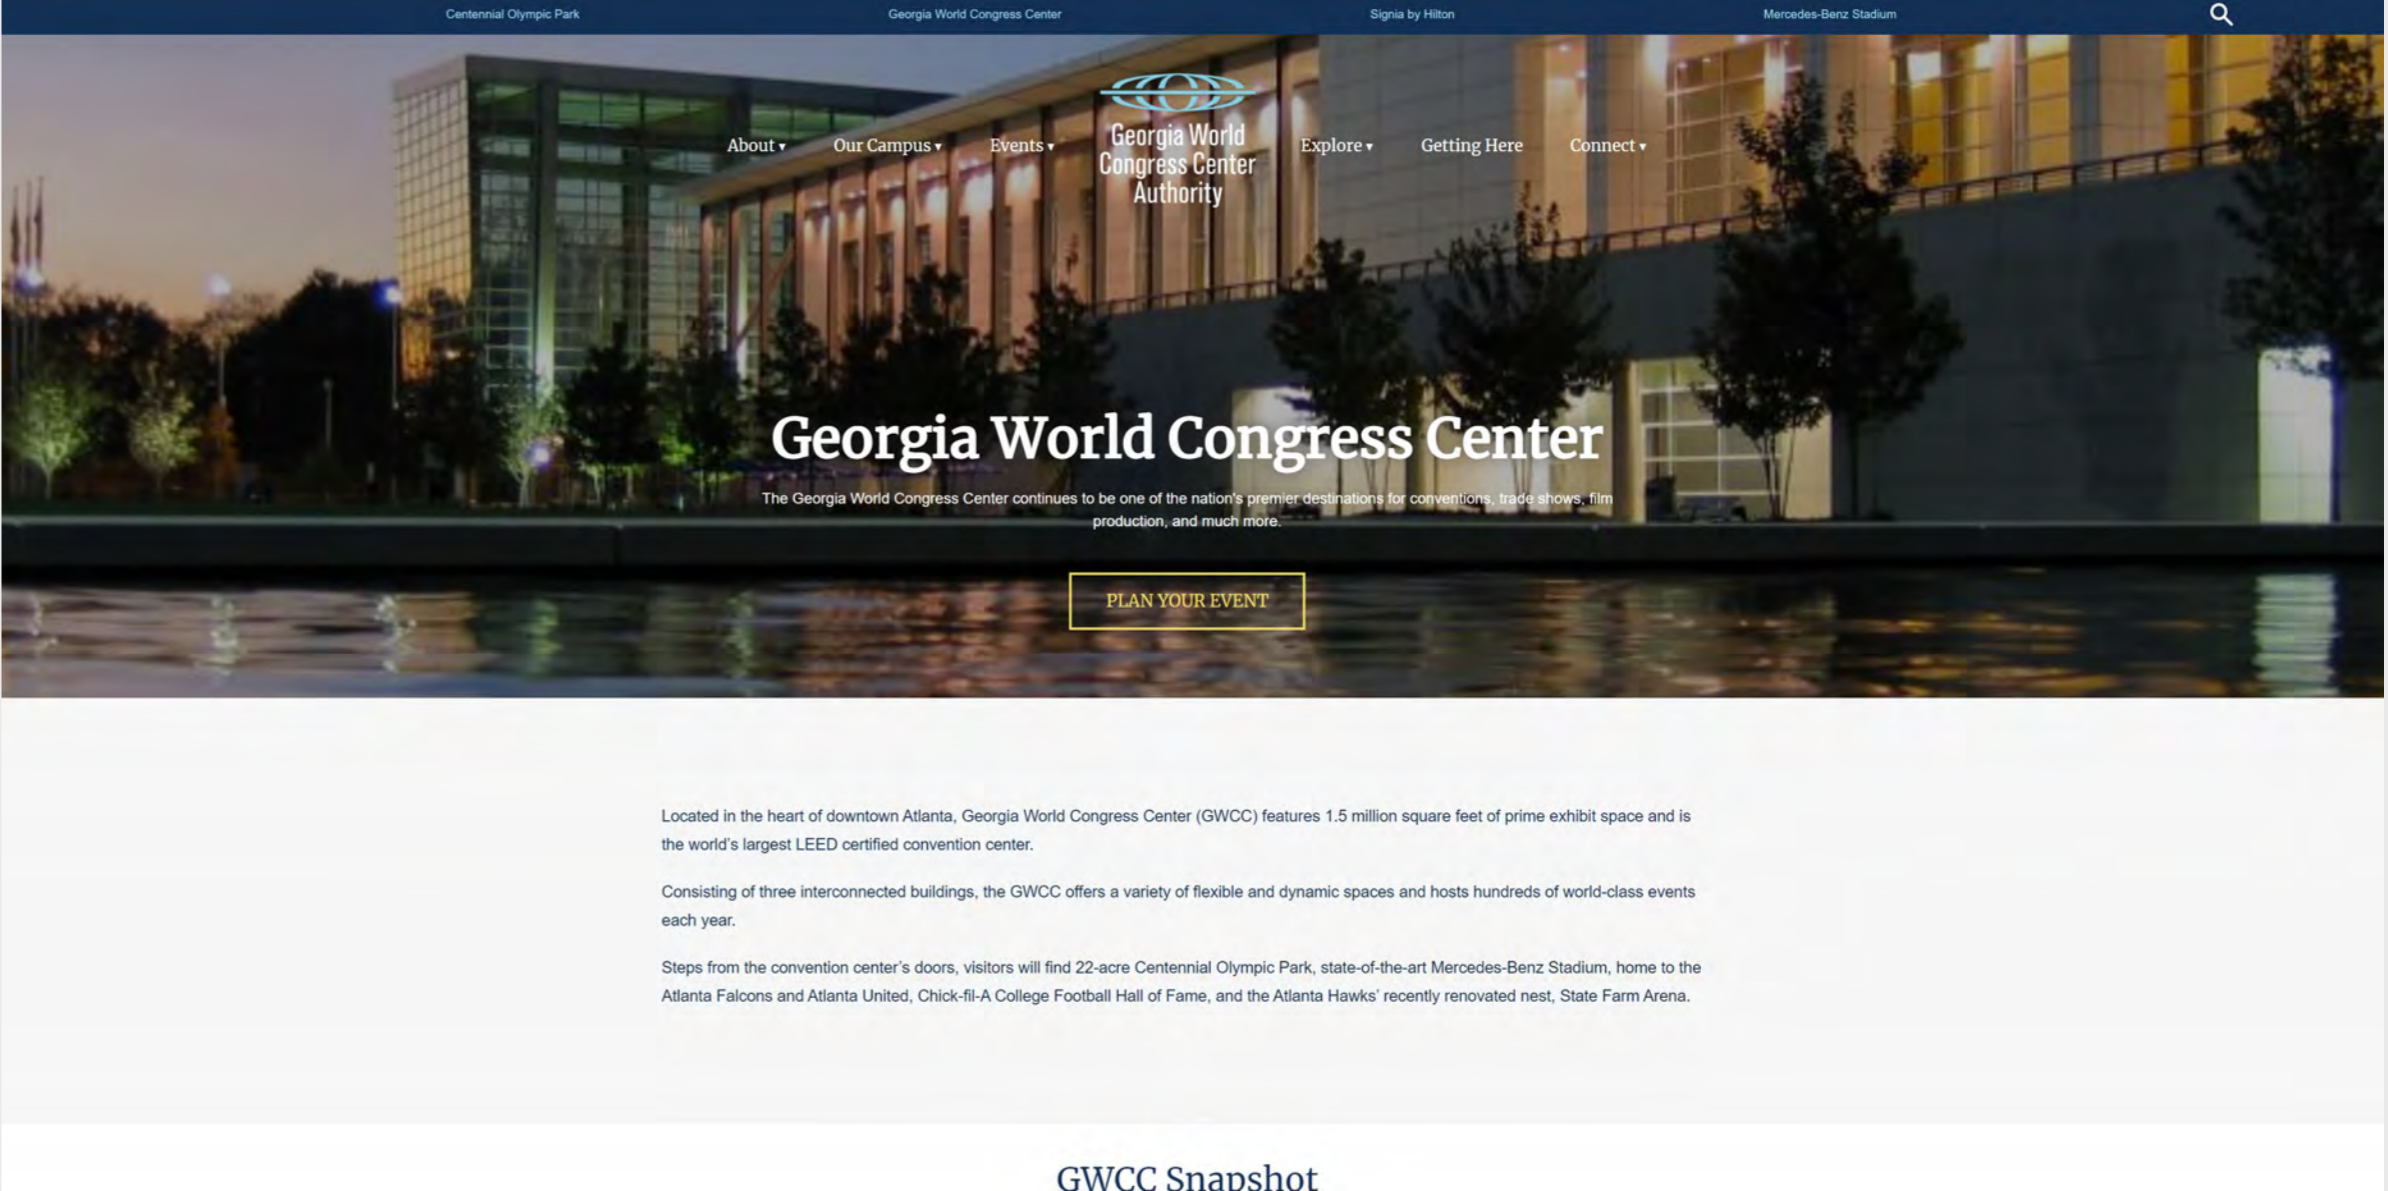 Centennial Olympic Park
Georgia World Congress Center
Signia by Hilton
Mercedes-Benz Stadium
About ▾
Our Campus ▾
Events ▾
Georgia World
Congress Center
Authority
Explore ▾
Getting Here
Connect ▾
Georgia World Congress Center
The Georgia World Congress Center continues to be one of the nation's premier destinations for conventions, trade shows, film
production, and much more.
PLAN YOUR EVENT
Located in the heart of downtown Atlanta, Georgia World Congress Center (GWCC) features 1.5 million square feet of prime exhibit space and is
the world’s largest LEED certified convention center.
Consisting of three interconnected buildings, the GWCC offers a variety of flexible and dynamic spaces and hosts hundreds of world-class events
each year.
Steps from the convention center’s doors, visitors will find 22-acre Centennial Olympic Park, state-of-the-art Mercedes-Benz Stadium, home to the
Atlanta Falcons and Atlanta United, Chick-fil-A College Football Hall of Fame, and the Atlanta Hawks’ recently renovated nest, State Farm Arena.
GWCC Snapshot